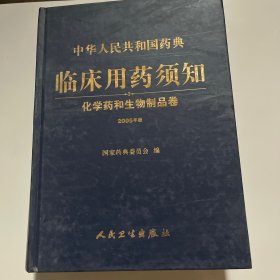 中华人民共和国药典
临床用药须知
化学药和生物制品卷
2005年版
国家药典委员会 编
人民卫生出版社